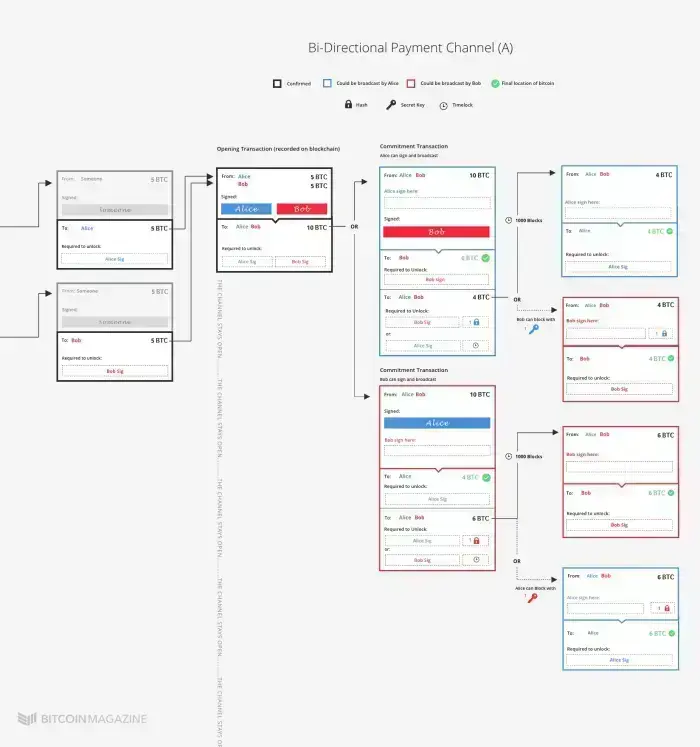 Bi-Directional Payment Channel (A)
Confirmed
Could be broadcast by Alice
Could be broadcast by Bob
Final location of bitcoin
Hash
Secret Key
Timelock
From: Someone 5 BTC
Signed:
Someone
To: Alice 5 BTC
Required to unlock:
Alice Sig
From: Someone 5 BTC
Signed:
Someone
To: Bob 5 BTC
Required to unlock:
Bob Sig
Opening Transaction (recorded on blockchain)
From: Alice 5 BTC
Bob 5 BTC
Signed:
Alice Bob
To: Alice Bob 10 BTC
Required to unlock:
Alice Sig Bob Sig
OR
THE CHANNEL STAYS OPEN
THE CHANNEL STAYS OPEN
THE CHANNEL STAYS OPEN
THE CHANNEL STAYS OPEN
THE CHANNEL STAYS O
Commitment Transaction
Alice can sign and broadcast
From: Alice Bob 10 BTC
Alice sign here:
Signed:
Bob
To: Bob 6 BTC
Required to Unlock:
Bob sign
To: Alice Bob 4 BTC
Required to Unlock:
Bob Sig 1
or:
Alice Sig
Commitment Transaction
Bob can sign and broadcast
From: Alice Bob 10 BTC
Signed:
Alice
Bob sign here:
To: Alice 4 BTC
Required to unlock:
Alice Sig
To: Alice Bob 6 BTC
Required to Unlock:
Alice Sig 1
or:
Bob Sig
1000 Blocks
OR
Bob can block with
1
From: Alice Bob 4 BTC
Alice sign here:
To: Alice 4 BTC
Required to unlock:
Alice Sig
From: Alice Bob 4 BTC
Bob sign here:
1
To: Bob 4 BTC
Required to unlock:
Bob Sig
1000 Blocks
OR
Alice can Block with
1
From: Alice Bob 6 BTC
Bob sign here:
To: Bob 6 BTC
Required to unlock:
Bob Sig
From: Alice Bob 6 BTC
Alice sign here:
1
To: Alice 6 BTC
Required to unlock:
Alice Sig
BITCOINMAGAZINE